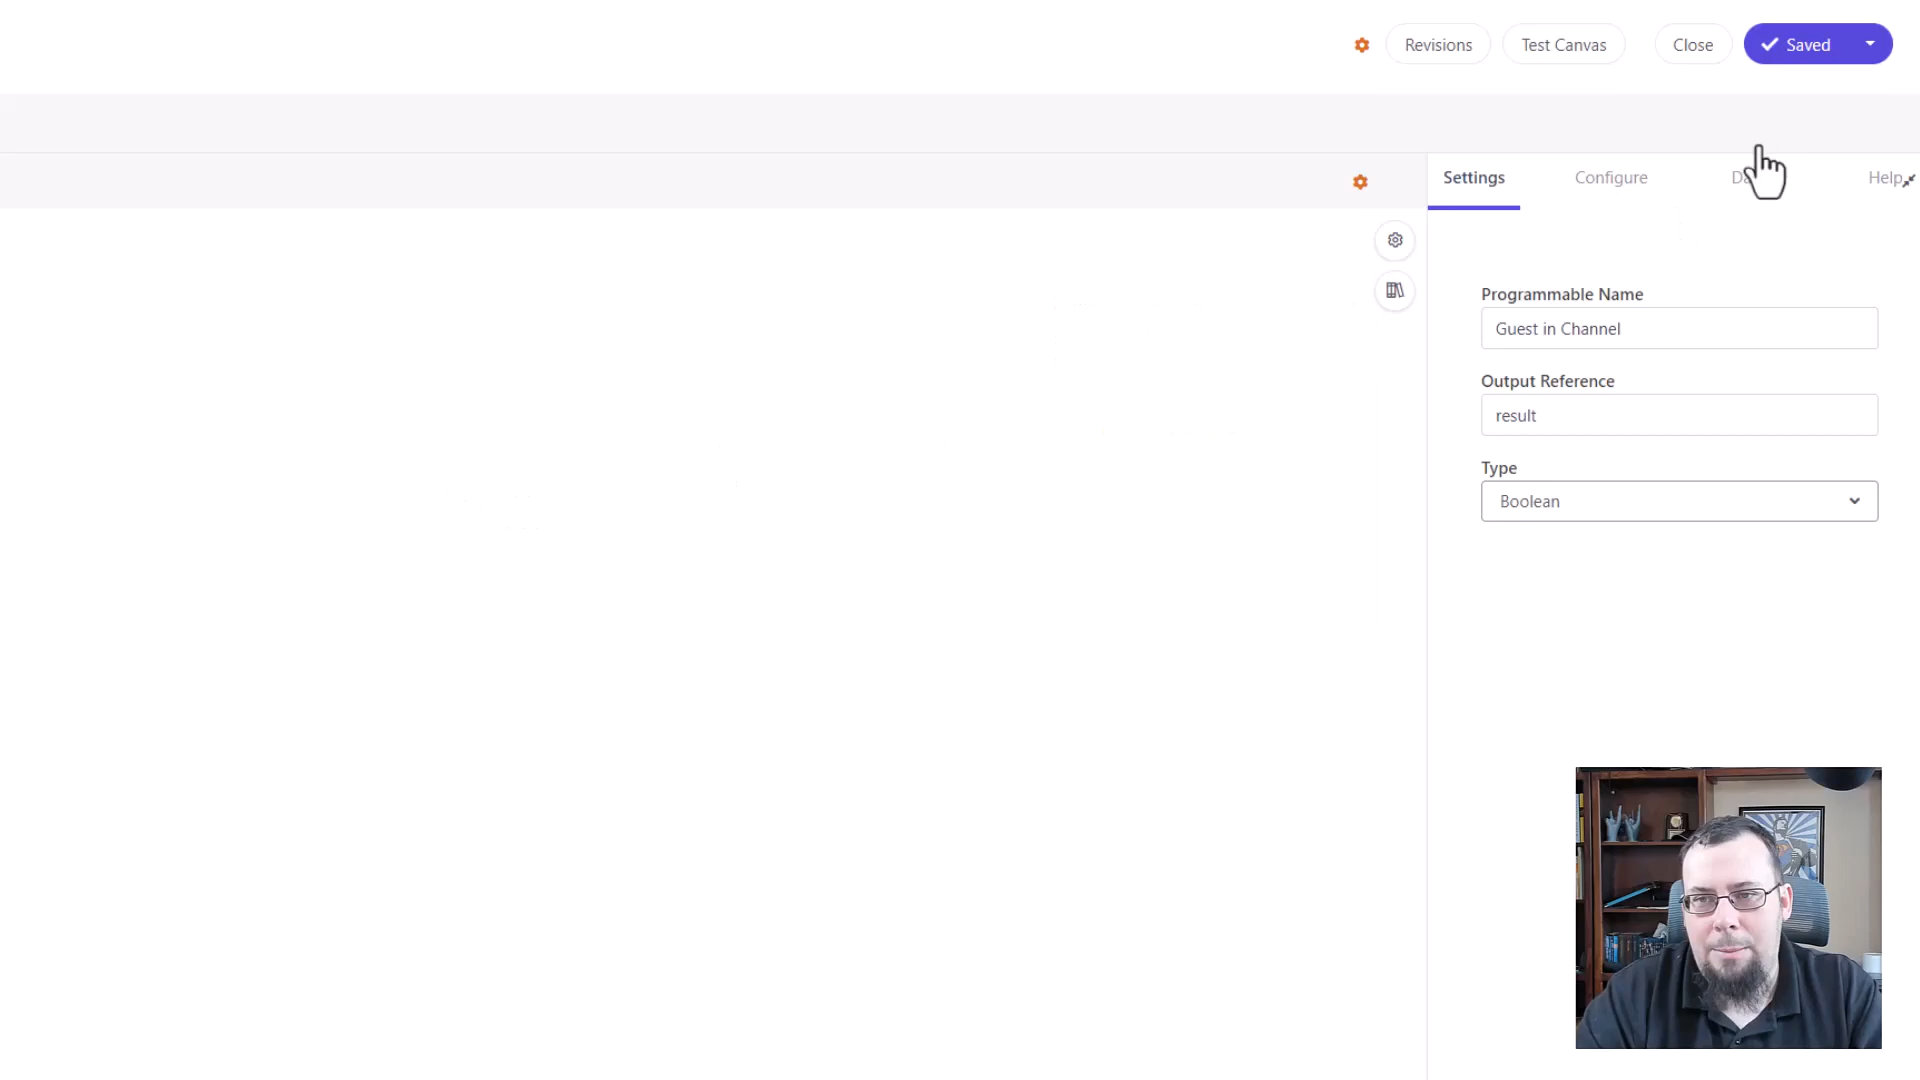 Revisions
Test Canvas
Close
Saved
Settings
Configure
Help
Programmable Name
Guest in Channel
Output Reference
result
Type
Boolean